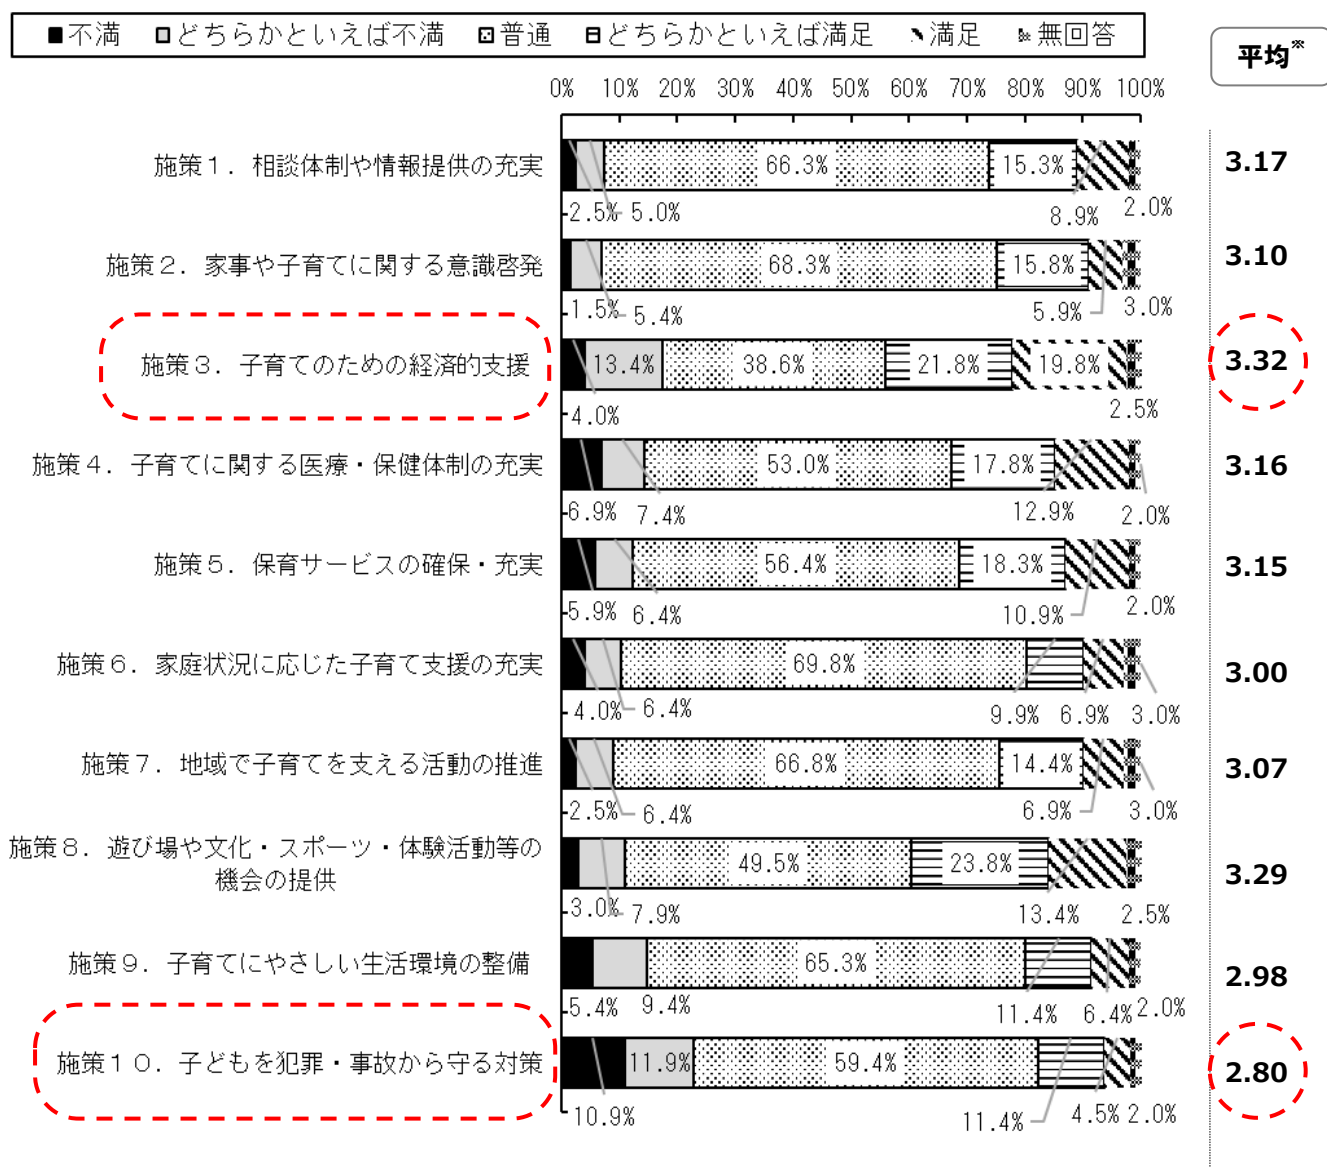 不満 どちらかといえば不満 普通 どちらかといえば満足 満足 無回答
平均※
0% 10% 20% 30% 40% 50% 60% 70% 80% 90% 100%
施策１．相談体制や情報提供の充実 66.3% 15.3% 3.17
2.5% 5.0% 8.9% 2.0%
施策２．家事や子育てに関する意識啓発 68.3% 15.8% 3.10
1.5% 5.4% 5.9% 3.0%
施策３．子育てのための経済的支援 13.4% 38.6% 21.8% 19.8% 3.32
4.0% 2.5%
施策４．子育てに関する医療・保健体制の充実 53.0% 17.8% 3.16
6.9% 7.4% 12.9% 2.0%
施策５．保育サービスの確保・充実 56.4% 18.3% 3.15
5.9% 6.4% 10.9% 2.0%
施策６．家庭状況に応じた子育て支援の充実 69.8% 3.00
4.0% 6.4% 9.9% 6.9% 3.0%
施策７．地域で子育てを支える活動の推進 66.8% 14.4% 3.07
2.5% 6.4% 6.9% 3.0%
施策８．遊び場や文化・スポーツ・体験活動等の
機会の提供 49.5% 23.8% 3.29
3.0% 7.9% 13.4% 2.5%
施策９．子育てにやさしい生活環境の整備 65.3% 2.98
5.4% 9.4% 11.4% 6.4% 2.0%
施策１０．子どもを犯罪・事故から守る対策 11.9% 59.4% 2.80
10.9% 11.4% 4.5% 2.0%